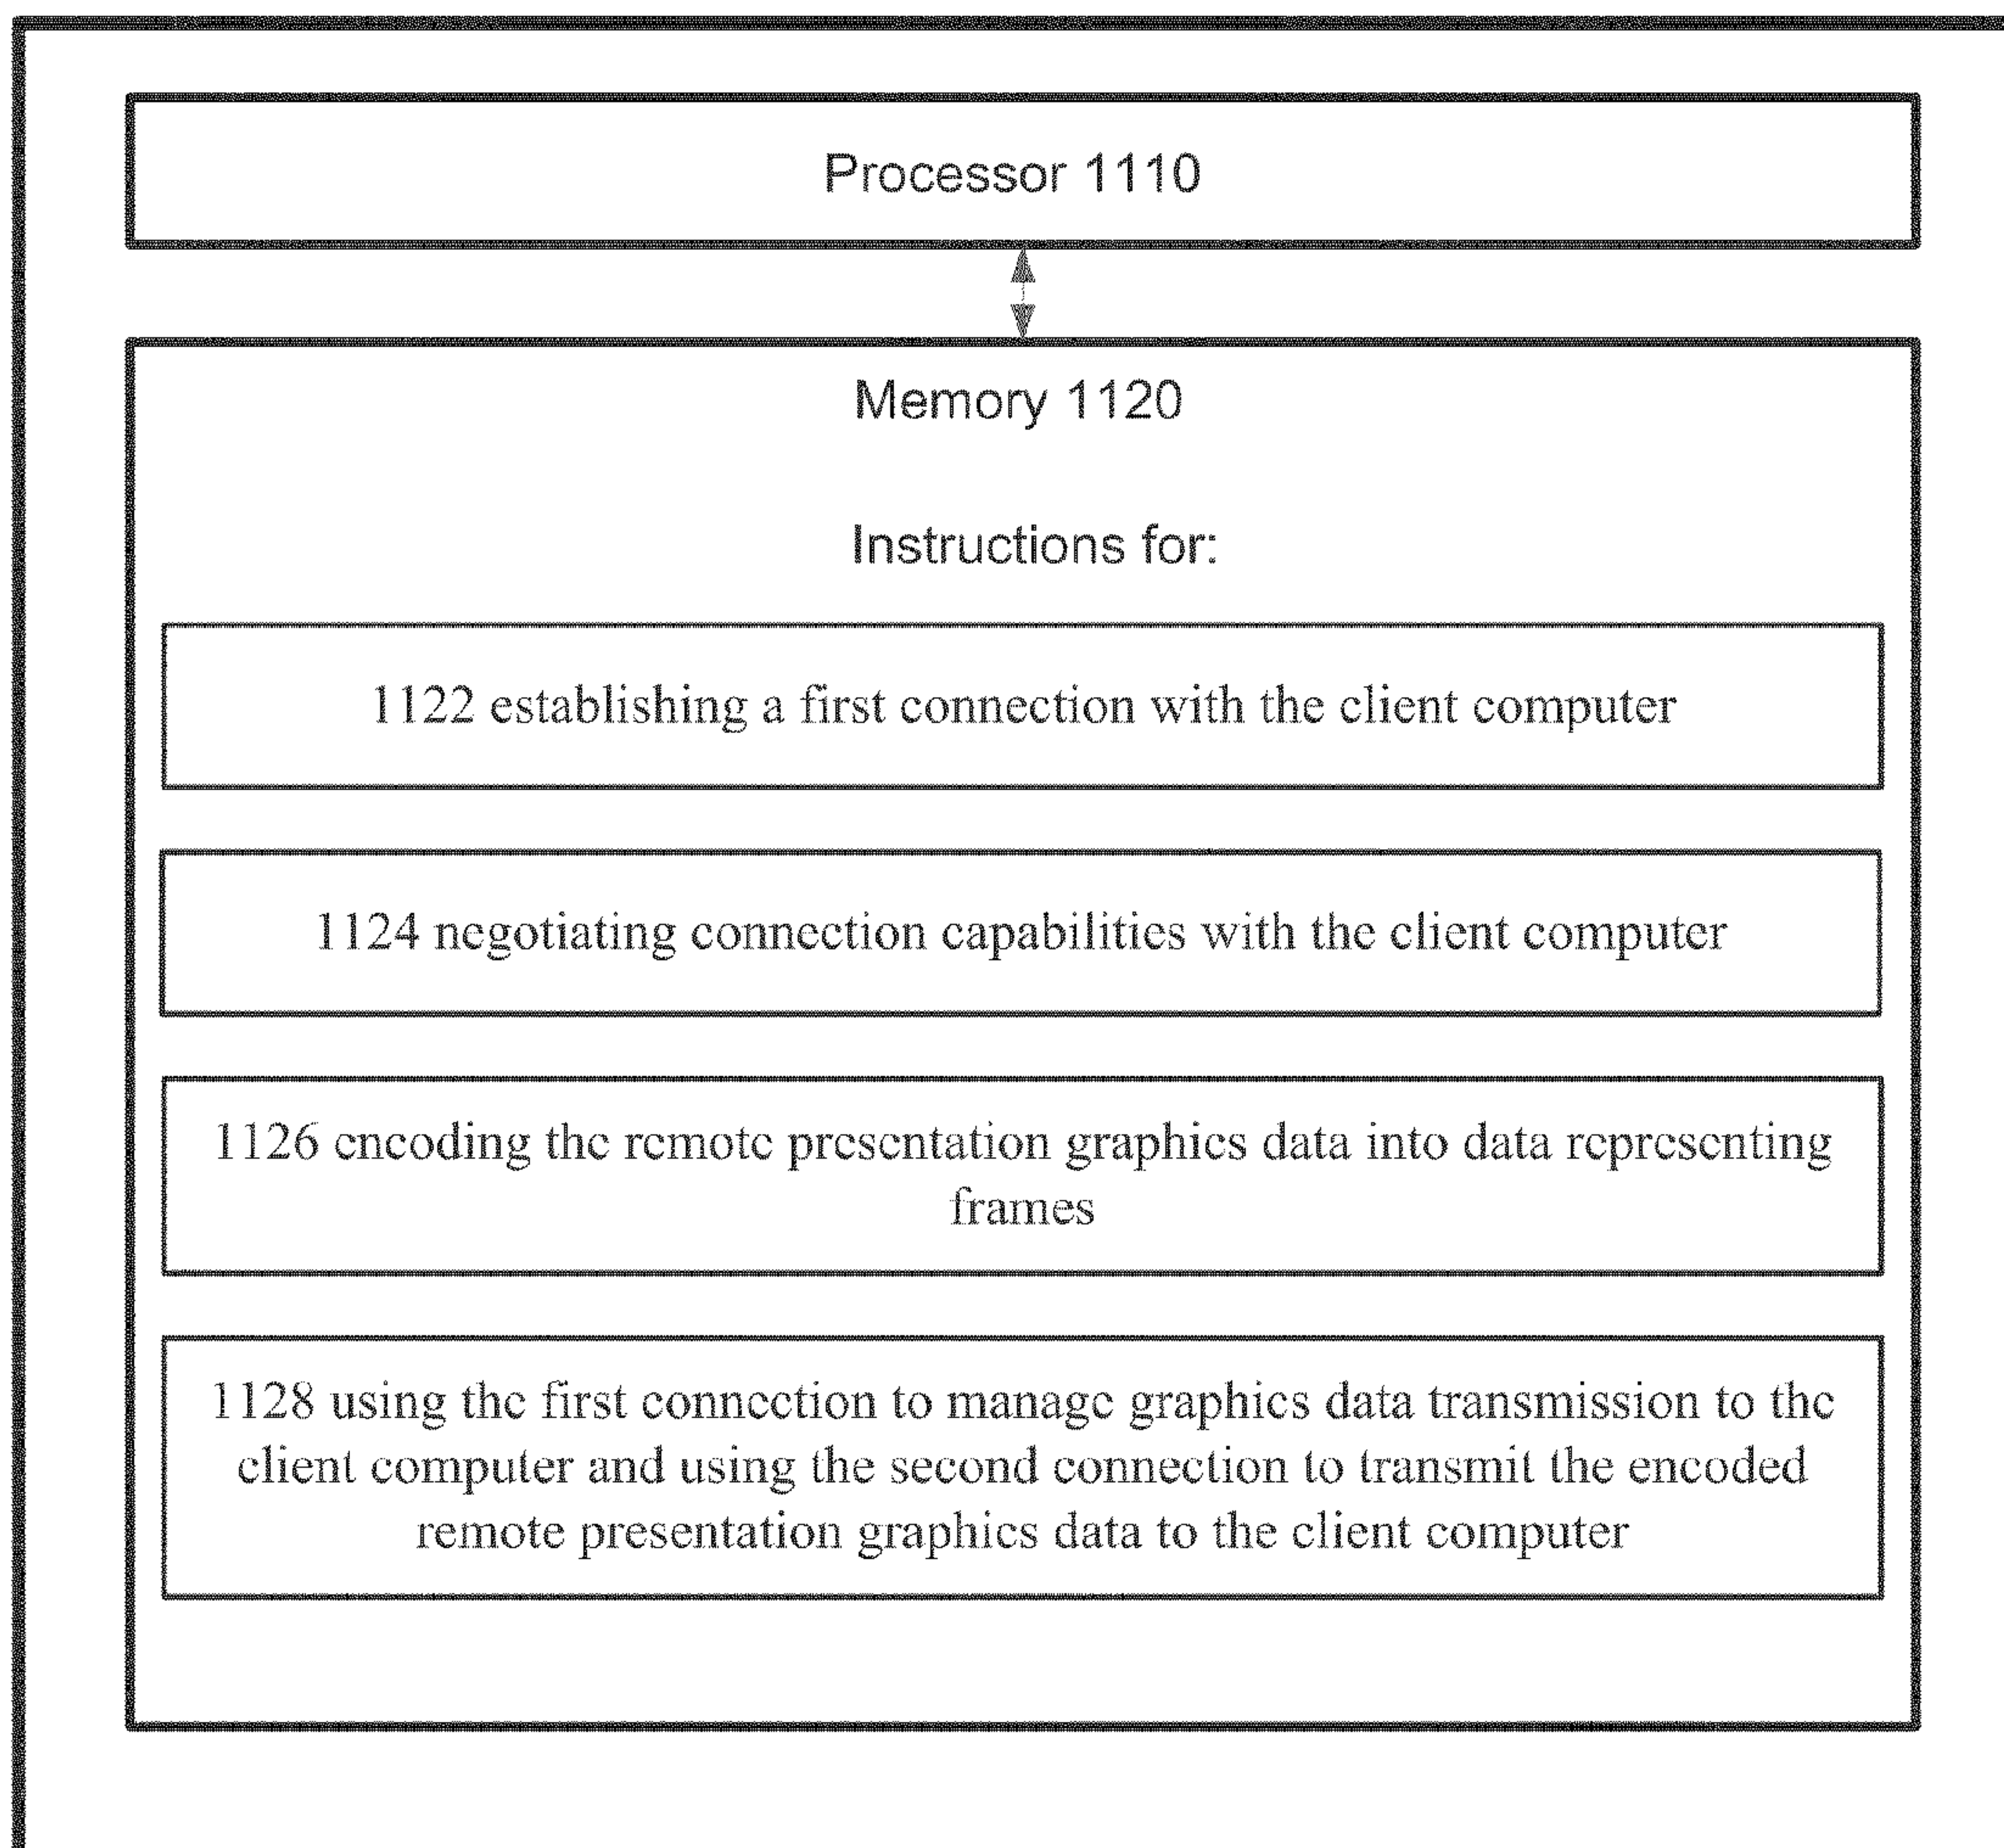 Processor 1110
Memory 1120
Instructions for:
1122 establishing a first connection with the client computer
1124 negotiating connection capabilities with the client computer
1126 encoding the remote presentation graphics data into data representing
frames
1128 using the first connection to manage graphics data transmission to the
client computer and using the second connection to transmit the encoded
remote presentation graphics data to the client computer